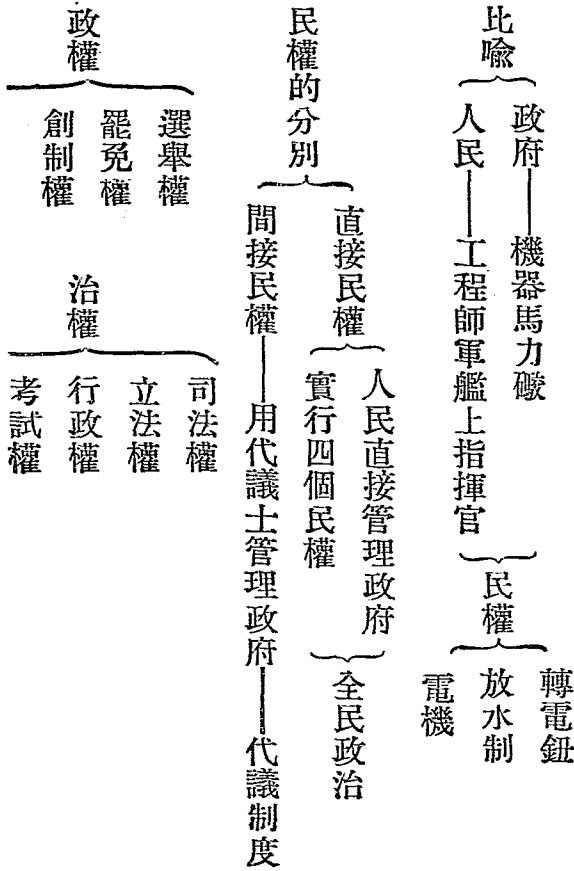 比喩
政府——機器馬力礮
人民——工程師軍艦上指揮官
民權
轉電鈕
放水制
電機
民權的分別
直接民權
人民直接管理政府
實行四個民權
全民政治
間接民權——用代議士管理政府——代議制度
政權
選舉權
罷免權
創制權
治權
司法權
立法權
行政權
考試權